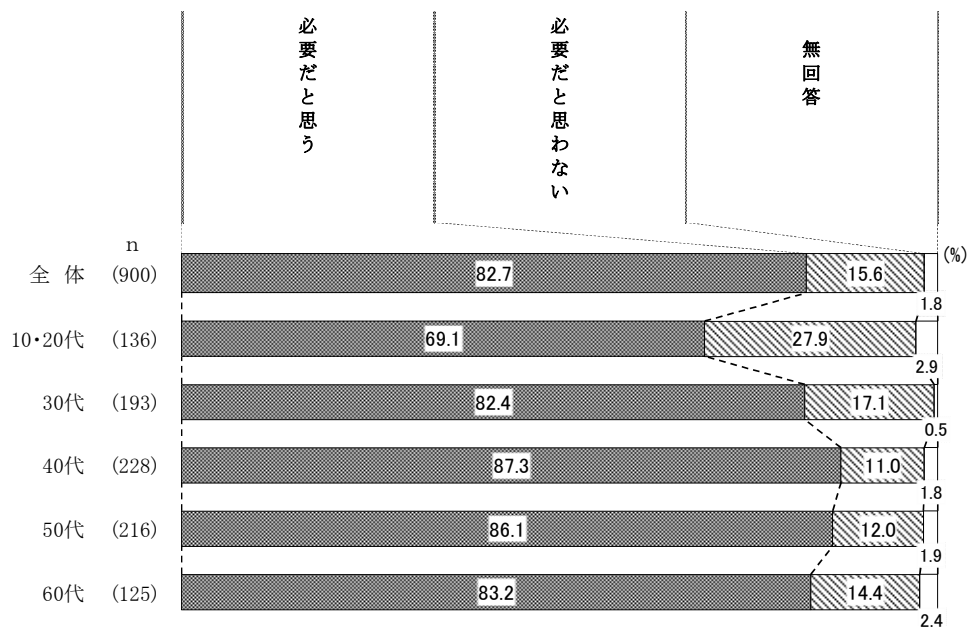 必要だと思う
必要だと思わない
無回答
n
(%)
全 体 (900) 82.7 15.6 1.8
10・20代 (136) 69.1 27.9 2.9
30代 (193) 82.4 17.1 0.5
40代 (228) 87.3 11.0 1.8
50代 (216) 86.1 12.0 1.9
60代 (125) 83.2 14.4 2.4